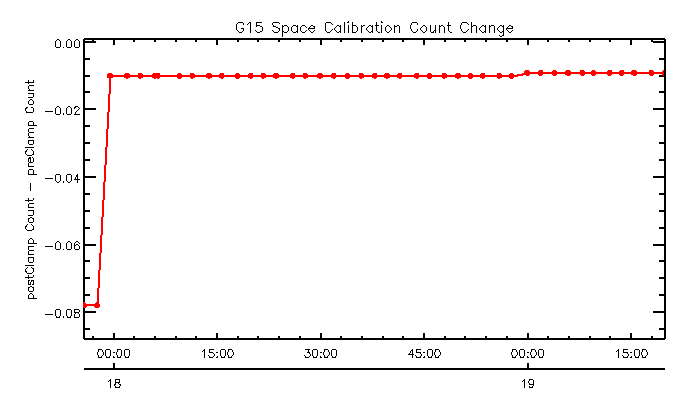 G15 Space Calibration Count Change
postClamp Count - preClamp Count
0.00
-0.02
-0.04
-0.06
-0.08
00:00 15:00 30:00 45:00 00:00 15:00
18 19